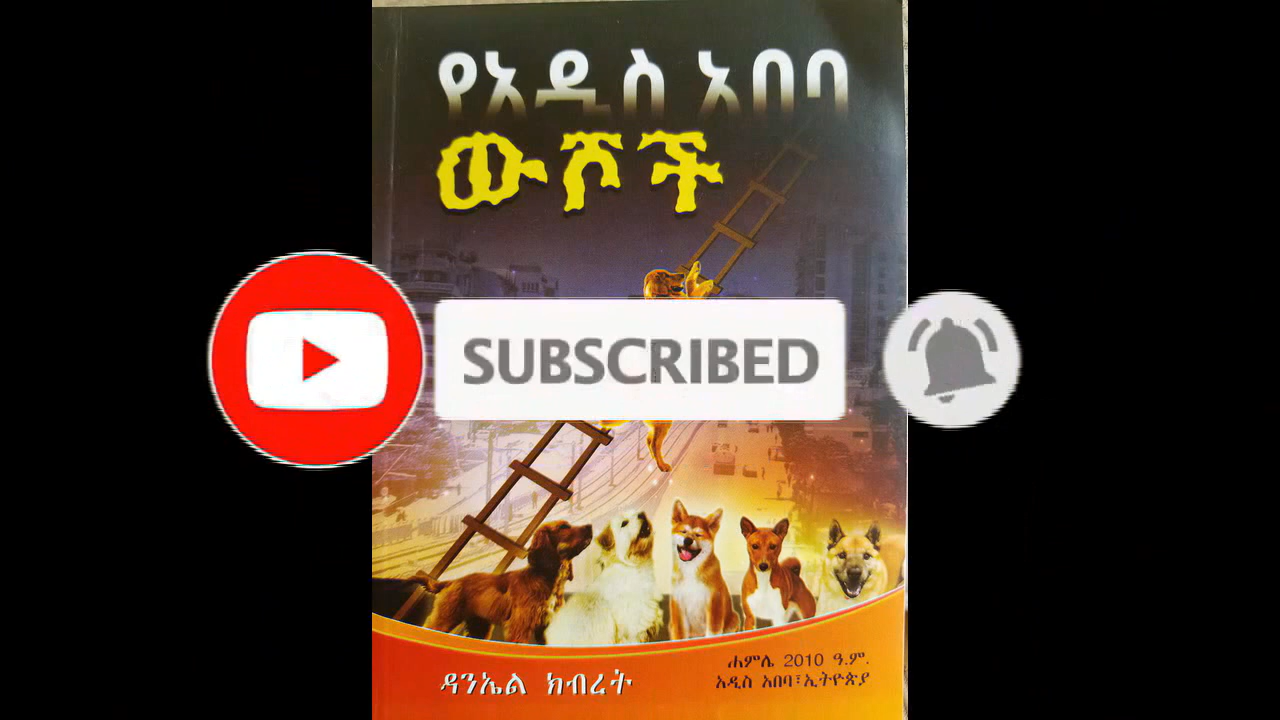 የአዲስ አበባ
ውሾች
SUBSCRIBED
ዳንኤል ክብረት
ሐምሌ 2010 ዓ.ም.
አዲስ አበባ፣ኢትዮጵያ